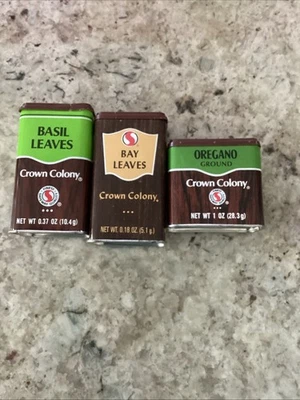 BASIL
LEAVES
Crown Colony®
®
NET WT 0.37 OZ (10.4g)
BAY
LEAVES
Crown Colony®
NET WT. 0.18 OZ (5.1g)
OREGANO
GROUND
Crown Colony®
®
NET WT 1 OZ (28.3g)